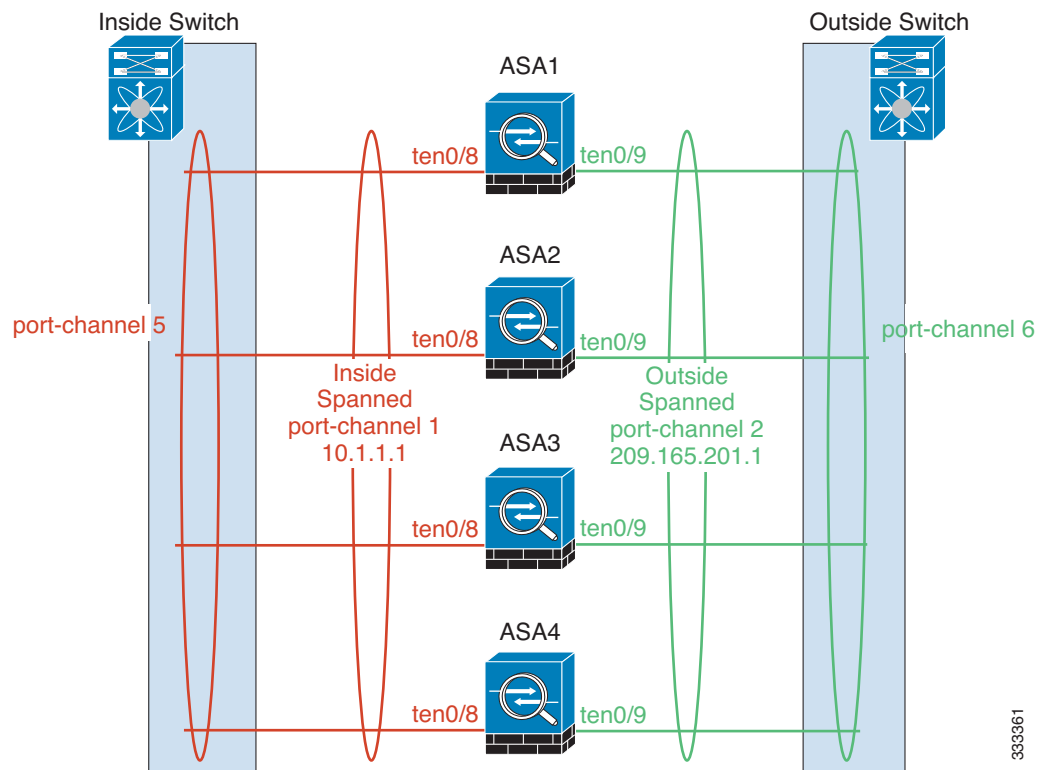 Inside Switch
Outside Switch
ASA1
ten0/8
ten0/9
ASA2
port-channel 5
ten0/8
ten0/9
port-channel 6
Inside
Spanned
port-channel 1
10.1.1.1
Outside
Spanned
port-channel 2
209.165.201.1
ASA3
ten0/8
ten0/9
ASA4
ten0/8
ten0/9
333361